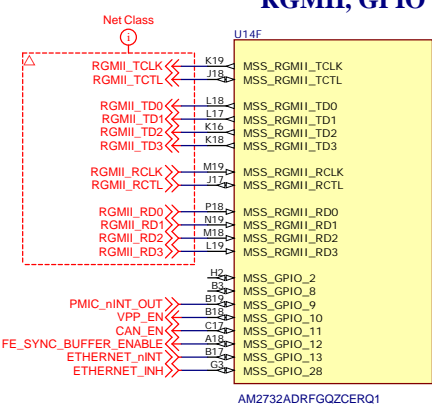 RGMII, GPIO
Net Class
i
U14F
RGMII_TCLK K19 MSS_RGMII_TCLK
RGMII_TCTL J18 MSS_RGMII_TCTL
RGMII_TD0 L18 MSS_RGMII_TD0
RGMII_TD1 L17 MSS_RGMII_TD1
RGMII_TD2 K16 MSS_RGMII_TD2
RGMII_TD3 K18 MSS_RGMII_TD3
RGMII_RCLK M19 MSS_RGMII_RCLK
RGMII_RCTL J17 MSS_RGMII_RCTL
RGMII_RD0 P18 MSS_RGMII_RD0
RGMII_RD1 N19 MSS_RGMII_RD1
RGMII_RD2 M18 MSS_RGMII_RD2
RGMII_RD3 L19 MSS_RGMII_RD3
H2 MSS_GPIO_2
B3 MSS_GPIO_8
PMIC_nINT_OUT B19 MSS_GPIO_9
VPP_EN B18 MSS_GPIO_10
CAN_EN C17 MSS_GPIO_11
FE_SYNC_BUFFER_ENABLE A18 MSS_GPIO_12
ETHERNET_nINT B17 MSS_GPIO_13
ETHERNET_INH G3 MSS_GPIO_28
AM2732ADRFGQZCERQ1